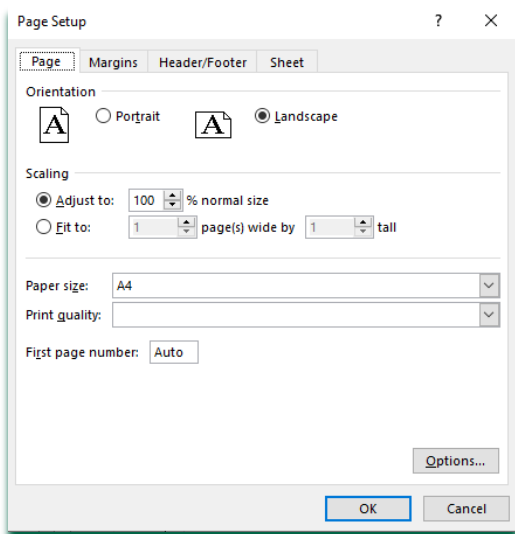 Page Setup ? X
Page Margins Header/Footer Sheet
Orientation
A Portrait A Landscape
Scaling
Adjust to: 100 % normal size
Fit to: 1 page(s) wide by 1 tall
Paper size: A4
Print quality:
First page number: Auto
Options...
OK Cancel